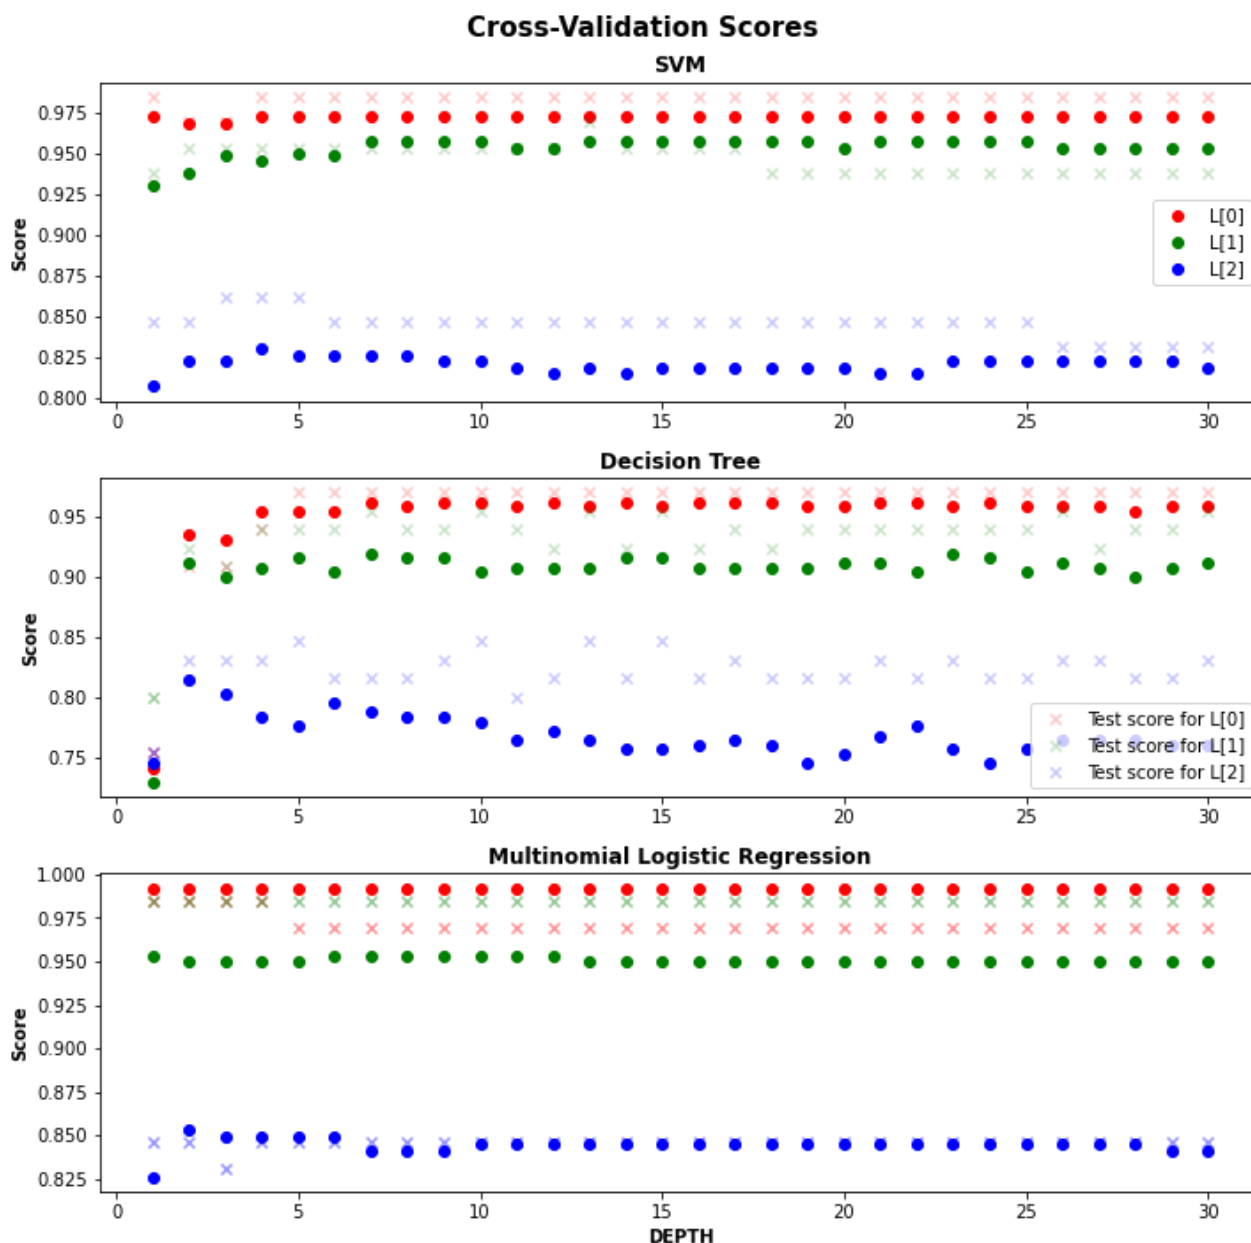 Cross-Validation Scores
SVM
0.975
0.950
0.925
0.900
0.875
0.850
0.825
0.800
Score
L[0]
L[1]
L[2]
0 5 10 15 20 25 30
Decision Tree
0.95
0.90
0.85
0.80
0.75
Score
Test score for L[0]
Test score for L[1]
Test score for L[2]
0 5 10 15 20 25 30
Multinomial Logistic Regression
1.000
0.975
0.950
0.925
0.900
0.875
0.850
0.825
Score
0 5 10 15 20 25 30
DEPTH